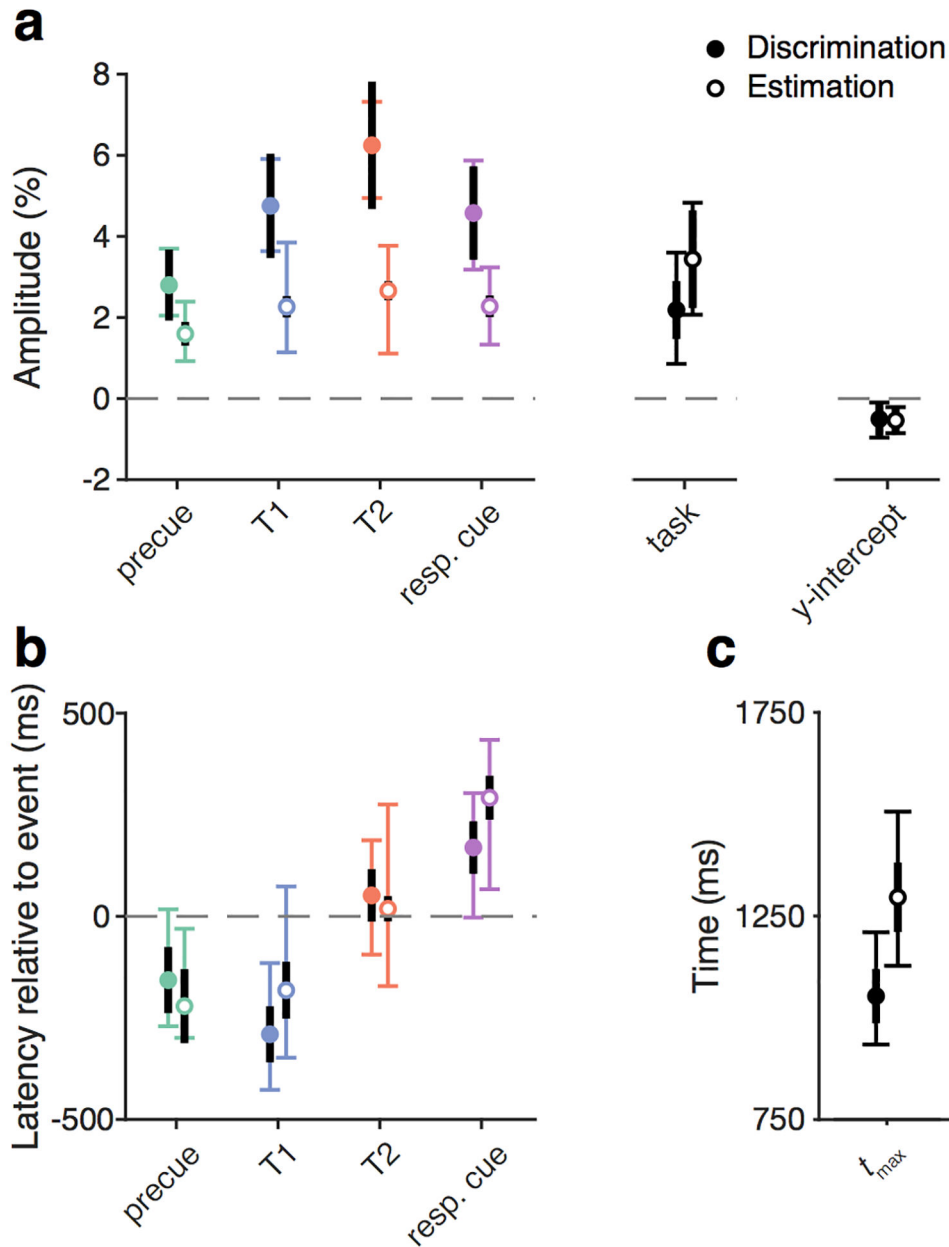 a
Discrimination
Estimation
Amplitude (%)
8
6
4
2
0
-2
precue
T1
T2
resp. cue
task
y-intercept
b
Latency relative to event (ms)
500
0
-500
precue
T1
T2
resp. cue
c
Time (ms)
1750
1250
750
tmax